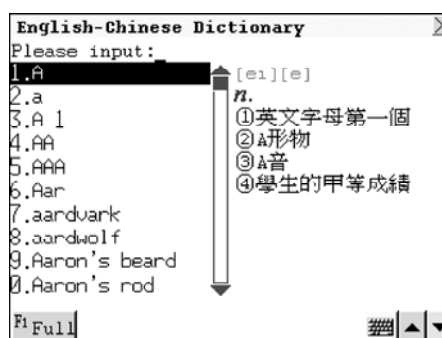 English-Chinese Dictionary
Please input:
1.A
2.a
3.A 1
4.AA
5.AAA
6.Aar
7.aardvark
8.aardwolf
9.Aaron's beard
0.Aaron's rod
[eı][e]
n.
①英文字母第一個
②A形物
③A音
④學生的甲等成績
F1 Full